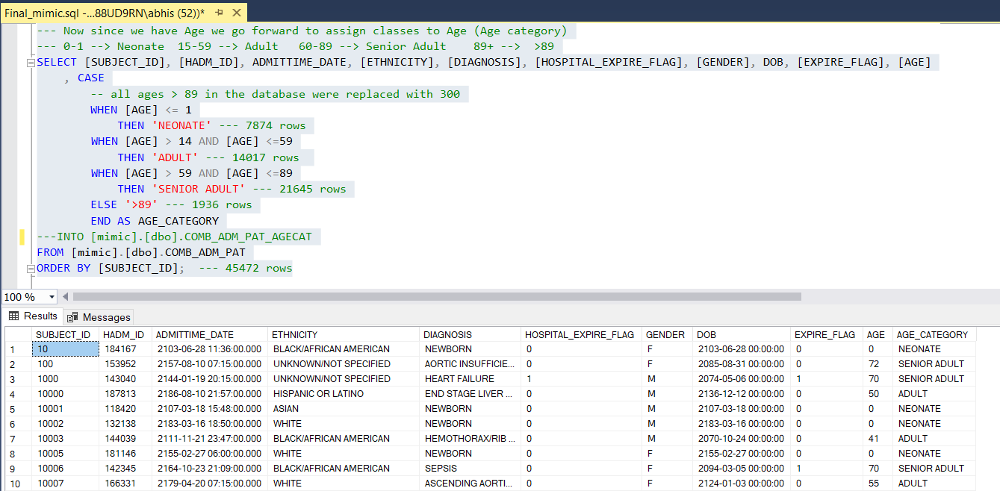 Final_mimic.sql -...88UD9RN\abhis (52))*
--- Now since we have Age we go forward to assign classes to Age (Age category)
--- 0-1 --> Neonate  15-59 --> Adult   60-89 --> Senior Adult    89+ -->  >89
SELECT [SUBJECT_ID], [HADM_ID], ADMITTIME_DATE, [ETHNICITY], [DIAGNOSIS], [HOSPITAL_EXPIRE_FLAG], [GENDER], DOB, [EXPIRE_FLAG], [AGE]
, CASE
-- all ages > 89 in the database were replaced with 300
WHEN [AGE] <= 1
THEN 'NEONATE' --- 7874 rows
WHEN [AGE] > 14 AND [AGE] <=59
THEN 'ADULT' --- 14017 rows
WHEN [AGE] > 59 AND [AGE] <=89
THEN 'SENIOR ADULT' --- 21645 rows
ELSE '>89' --- 1936 rows
END AS AGE_CATEGORY
---INTO [mimic].[dbo].COMB_ADM_PAT_AGECAT
FROM [mimic].[dbo].COMB_ADM_PAT
ORDER BY [SUBJECT_ID];  --- 45472 rows
100 %
Results Messages
SUBJECT_ID HADM_ID ADMITTIME_DATE ETHNICITY DIAGNOSIS HOSPITAL_EXPIRE_FLAG GENDER DOB EXPIRE_FLAG AGE AGE_CATEGORY
1 10 184167 2103-06-28 11:36:00.000 BLACK/AFRICAN AMERICAN NEWBORN 0 F 2103-06-28 00:00:00 0 0 NEONATE
2 100 153952 2157-08-10 07:15:00.000 UNKNOWN/NOT SPECIFIED AORTIC INSUFFICIE... 0 F 2085-08-31 00:00:00 0 72 SENIOR ADULT
3 1000 143040 2144-01-19 20:15:00.000 UNKNOWN/NOT SPECIFIED HEART FAILURE 1 M 2074-05-06 00:00:00 1 70 SENIOR ADULT
4 10000 187813 2186-08-10 21:57:00.000 HISPANIC OR LATINO END STAGE LIVER ... 0 M 2136-12-12 00:00:00 0 50 ADULT
5 10001 118420 2107-03-18 15:48:00.000 ASIAN NEWBORN 0 M 2107-03-18 00:00:00 0 0 NEONATE
6 10002 132138 2183-03-16 18:50:00.000 WHITE NEWBORN 0 M 2183-03-16 00:00:00 0 0 NEONATE
7 10003 144039 2111-11-21 23:47:00.000 BLACK/AFRICAN AMERICAN HEMOTHORAX/RIB ... 0 M 2070-10-24 00:00:00 0 41 ADULT
8 10005 181146 2155-02-27 06:00:00.000 WHITE NEWBORN 0 F 2155-02-27 00:00:00 0 0 NEONATE
9 10006 142345 2164-10-23 21:09:00.000 BLACK/AFRICAN AMERICAN SEPSIS 0 F 2094-03-05 00:00:00 1 70 SENIOR ADULT
10 10007 166331 2179-04-20 07:15:00.000 WHITE ASCENDING AORTI... 0 F 2124-01-03 00:00:00 0 55 ADULT